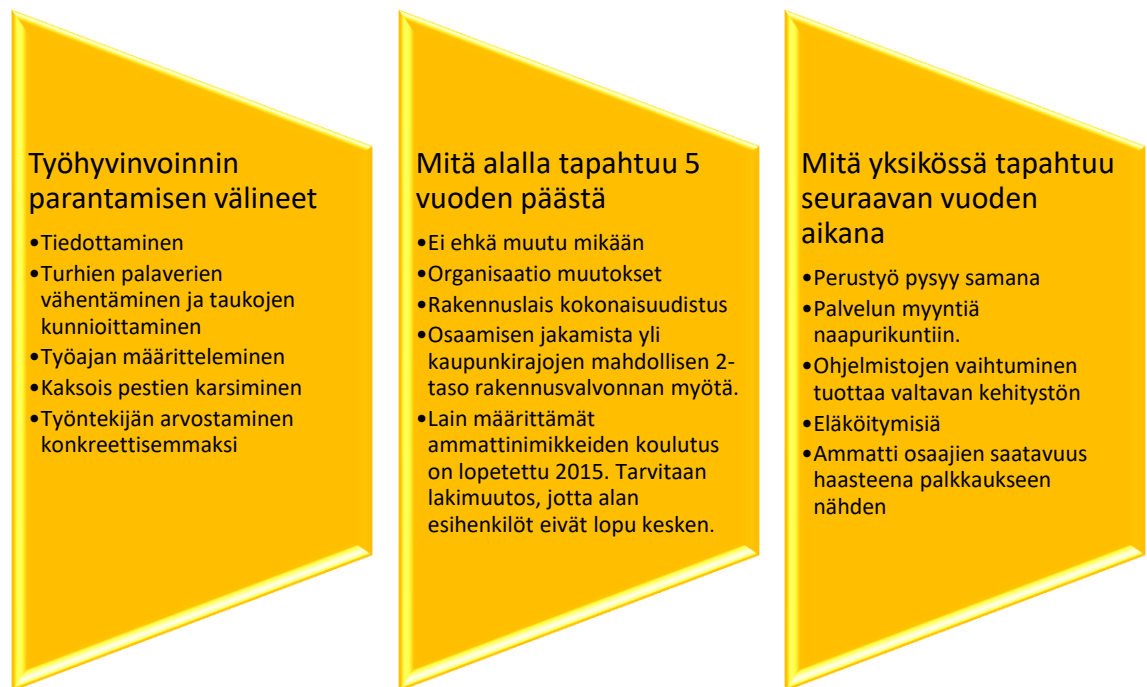 Työhyvinvoinnin
parantamisen välineet
•Tiedottaminen
•Turhien palaverien
vähentäminen ja taukojen
kunnioittaminen
•Työajan määritteleminen
•Kaksois pestien karsiminen
•Työntekijän arvostaminen
konkreettisemmaksi
Mitä alalla tapahtuu 5
vuoden päästä
•Ei ehkä muutu mikään
•Organisaatio muutokset
•Rakennuslais kokonaisuudistus
•Osaamisen jakamista yli
kaupunkirajojen mahdollisen 2-
taso rakennusvalvonnan myötä.
•Lain määrittämät
ammattinimikkeiden koulutus
on lopetettu 2015. Tarvitaan
lakimuutos, jotta alan
esihenkilöt eivät lopu kesken.
Mitä yksikössä tapahtuu
seuraavan vuoden
aikana
•Perustyö pysyy samana
•Palvelun myyntiä
naapurikuntiin.
•Ohjelmistojen vaihtuminen
tuottaa valtavan kehitystön
•Eläköitymisiä
•Ammatti osaajien saatavuus
haasteena palkkaukseen
nähden